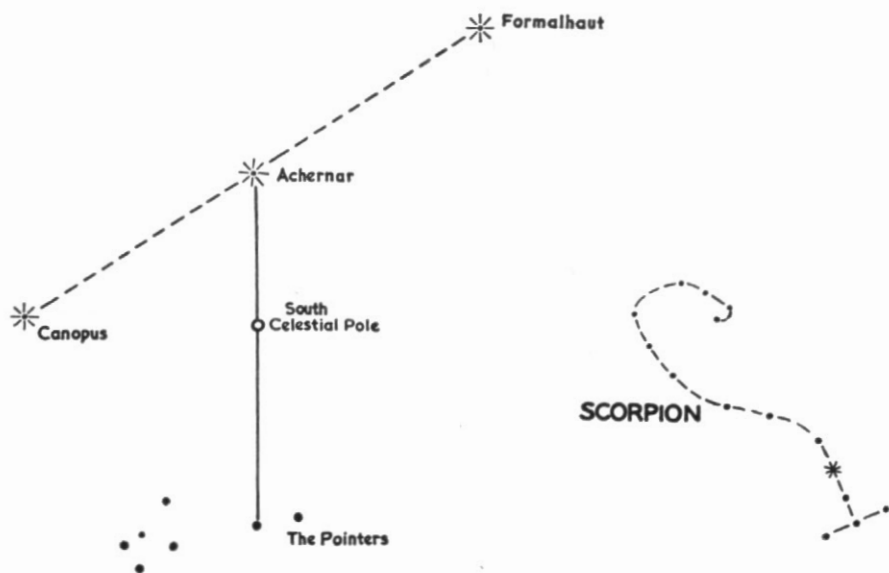 Formalhaut
Achernar
South
Celestial Pole
Canopus
SCORPION
The Pointers